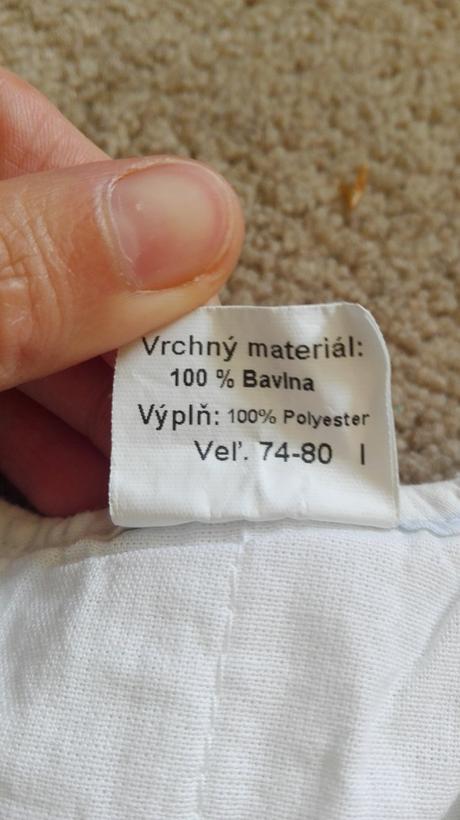 Vrchný materiál:
100 % Bavlna
Výplň: 100% Polyester
Veľ. 74-80 I